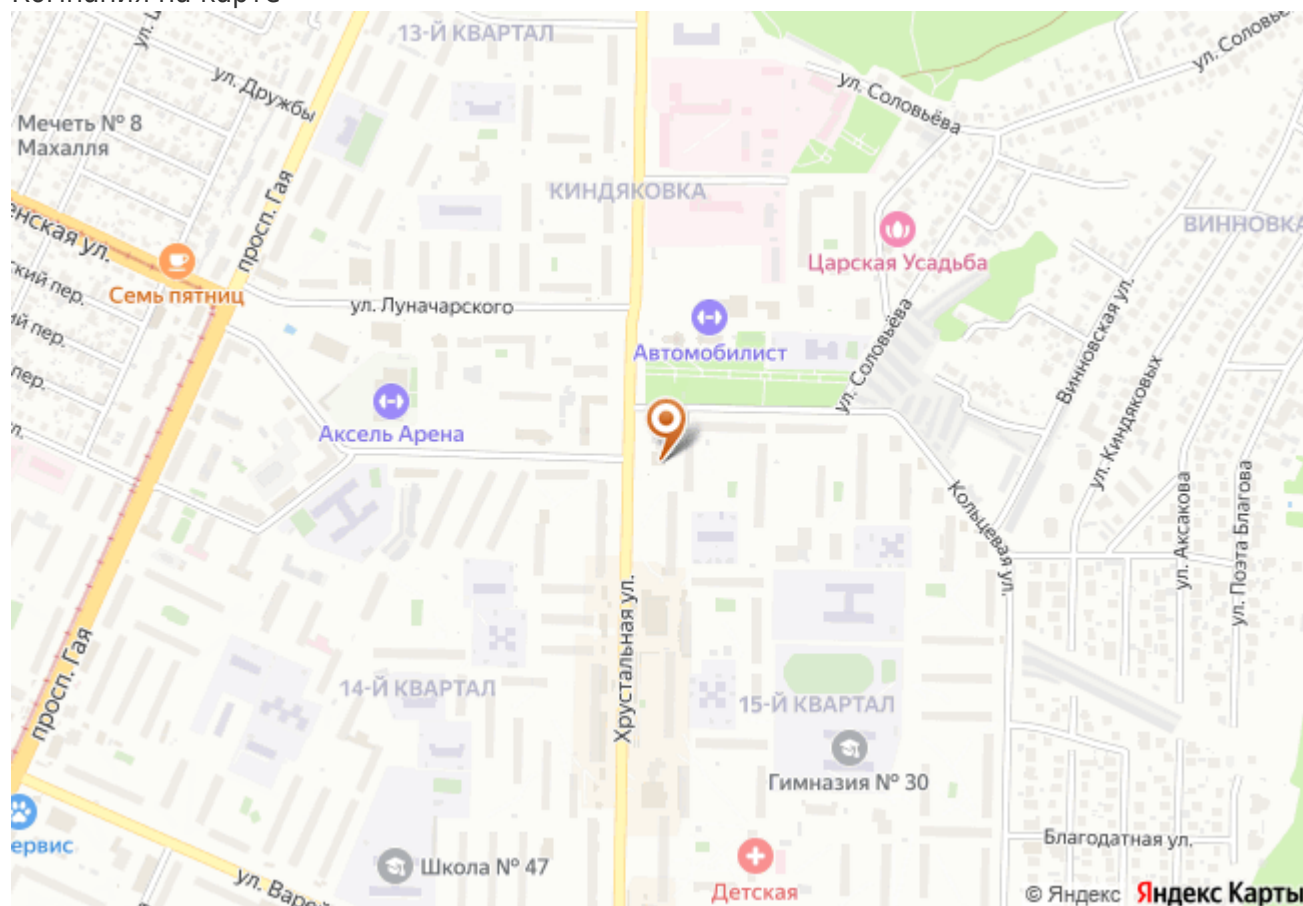 13-Й КВАРТАЛ
ул. Соловьёва
ул. Дружбы
ул. Соловьёва
Мечеть № 8
Махалля
просп. Гая
КИНДЯКОВКА
ВИННОВКА
Царская Усадьба
Семь пятниц
ул. Луначарского
Автомобилист
ул. Соловьёва
Винновская ул.
ул. Киндяковых
Аксель Арена
Кольцевая ул.
ул. Аксакова
ул. Поэта Благова
Хрустальная ул.
просп. Гая
14-Й КВАРТАЛ
15-Й КВАРТАЛ
Гимназия № 30
ервис
Школа № 47
Благодатная ул.
Детская
© Яндекс Яндекс Карты